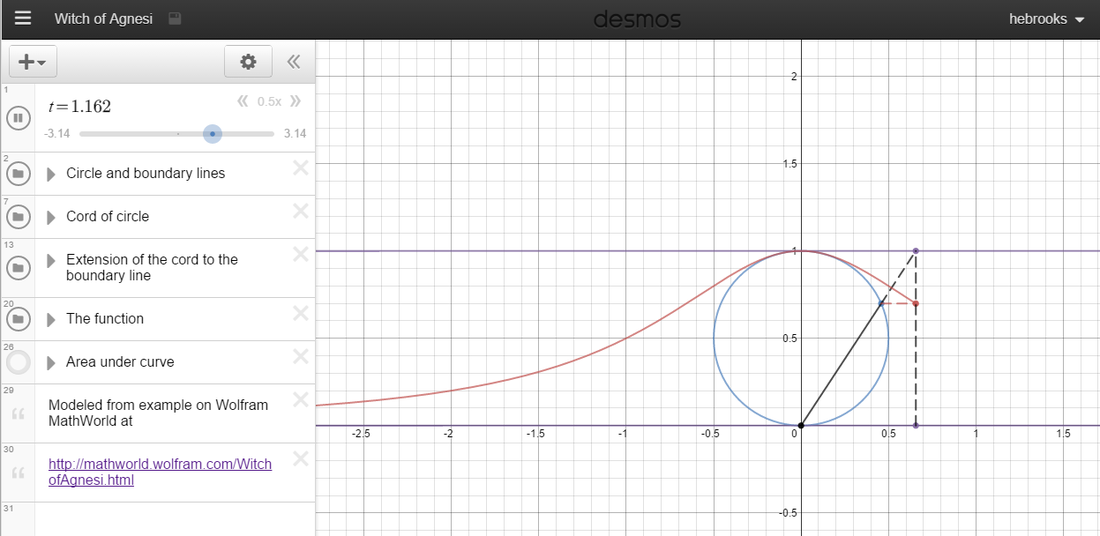 Witch of Agnesi
desmos
hebrooks
1
t=1.162
0.5x
-3.14
3.14
2
Circle and boundary lines
7
Cord of circle
13
Extension of the cord to the
boundary line
20
The function
28
Area under curve
29
Modeled from example on Wolfram
MathWorld at
30
http://mathworld.wolfram.com/Witch
ofAgnesi.html
31
2
1.5
1
0.5
-2.5
-2
-1.5
-1
-0.5
0
0.5
1
1.5
-0.5